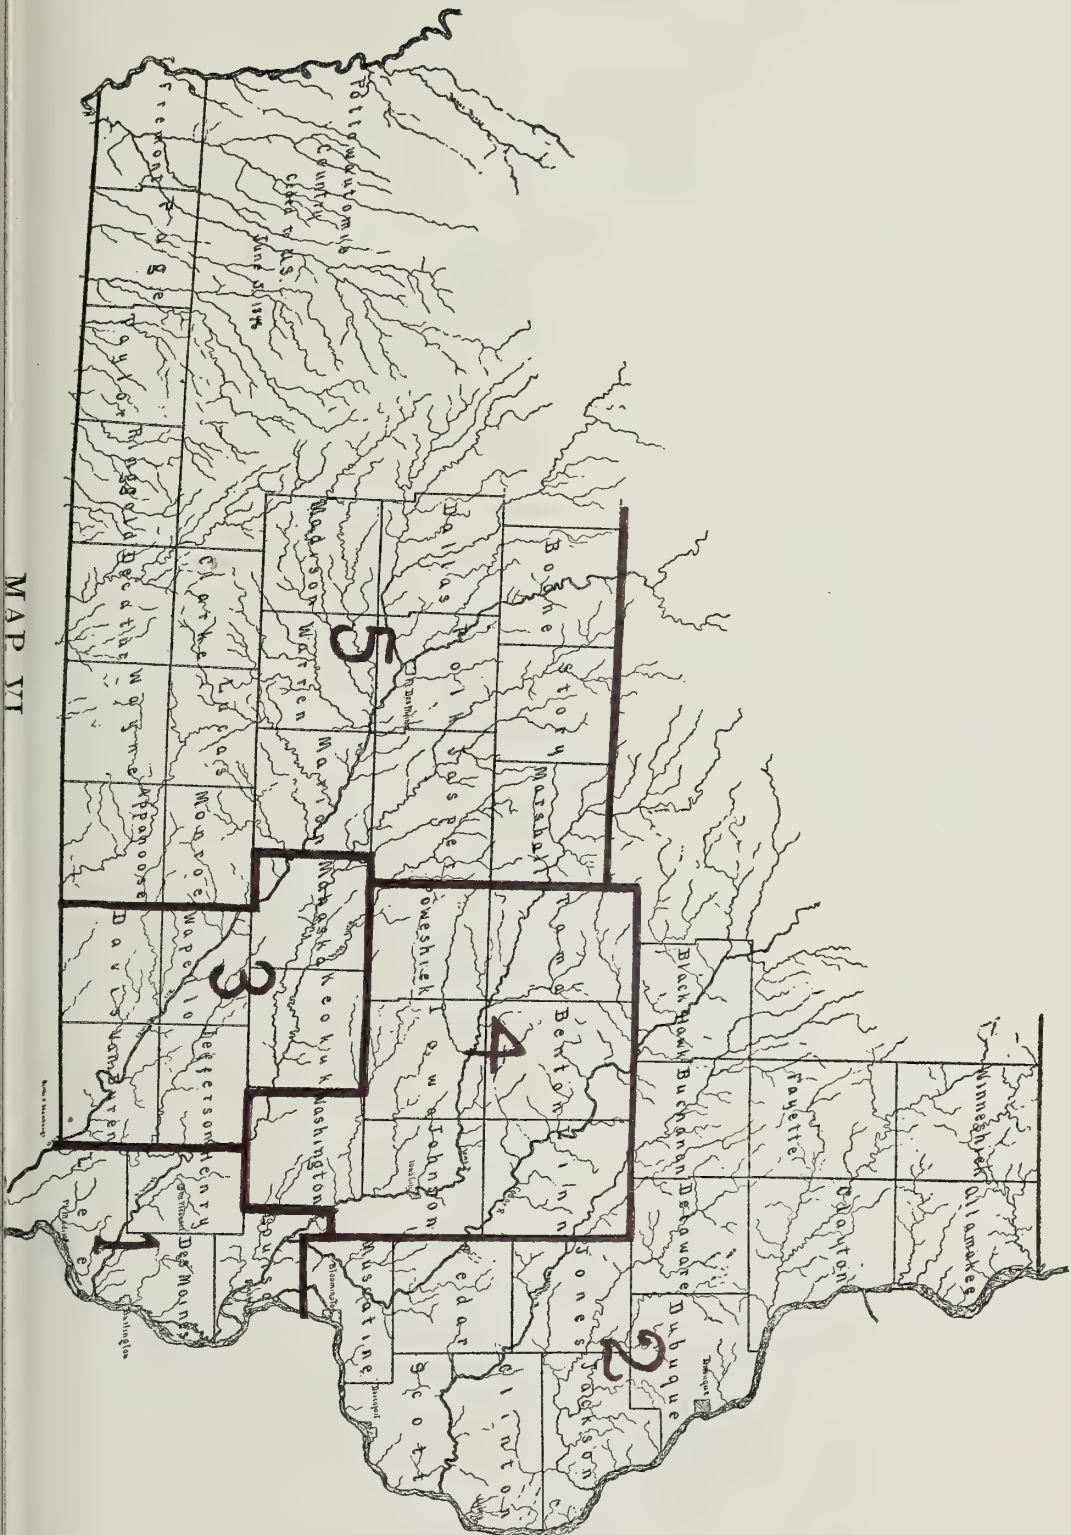 MAP VI
Winneshiek
Allamakee
Fayette
Clayton
Black Hawk
Buchanan
Delaware
Dubuque
Dubuque
Boone
Story
Marshall
Tama
Benton
Linn
Jones
Jackson
Dallas
Polk
Jasper
Poweshiek
Iowa
Johnson
Cedar
Clinton
Scott
Pottawautomie
Country
Ceded to U.S.
June 5, 1846
Madison
Warren
Marion
Mahaska
Keokuk
Washington
Louisa
Muscatine
Bloomington
Clarke
Lucas
Monroe
Wapello
Jefferson
Henry
Des Moines
Burlington
Fremont
Page
Taylor
Ringgold
Decatur
Wayne
Appanoose
Davis
Van Buren
Lee
1
2
3
4
5